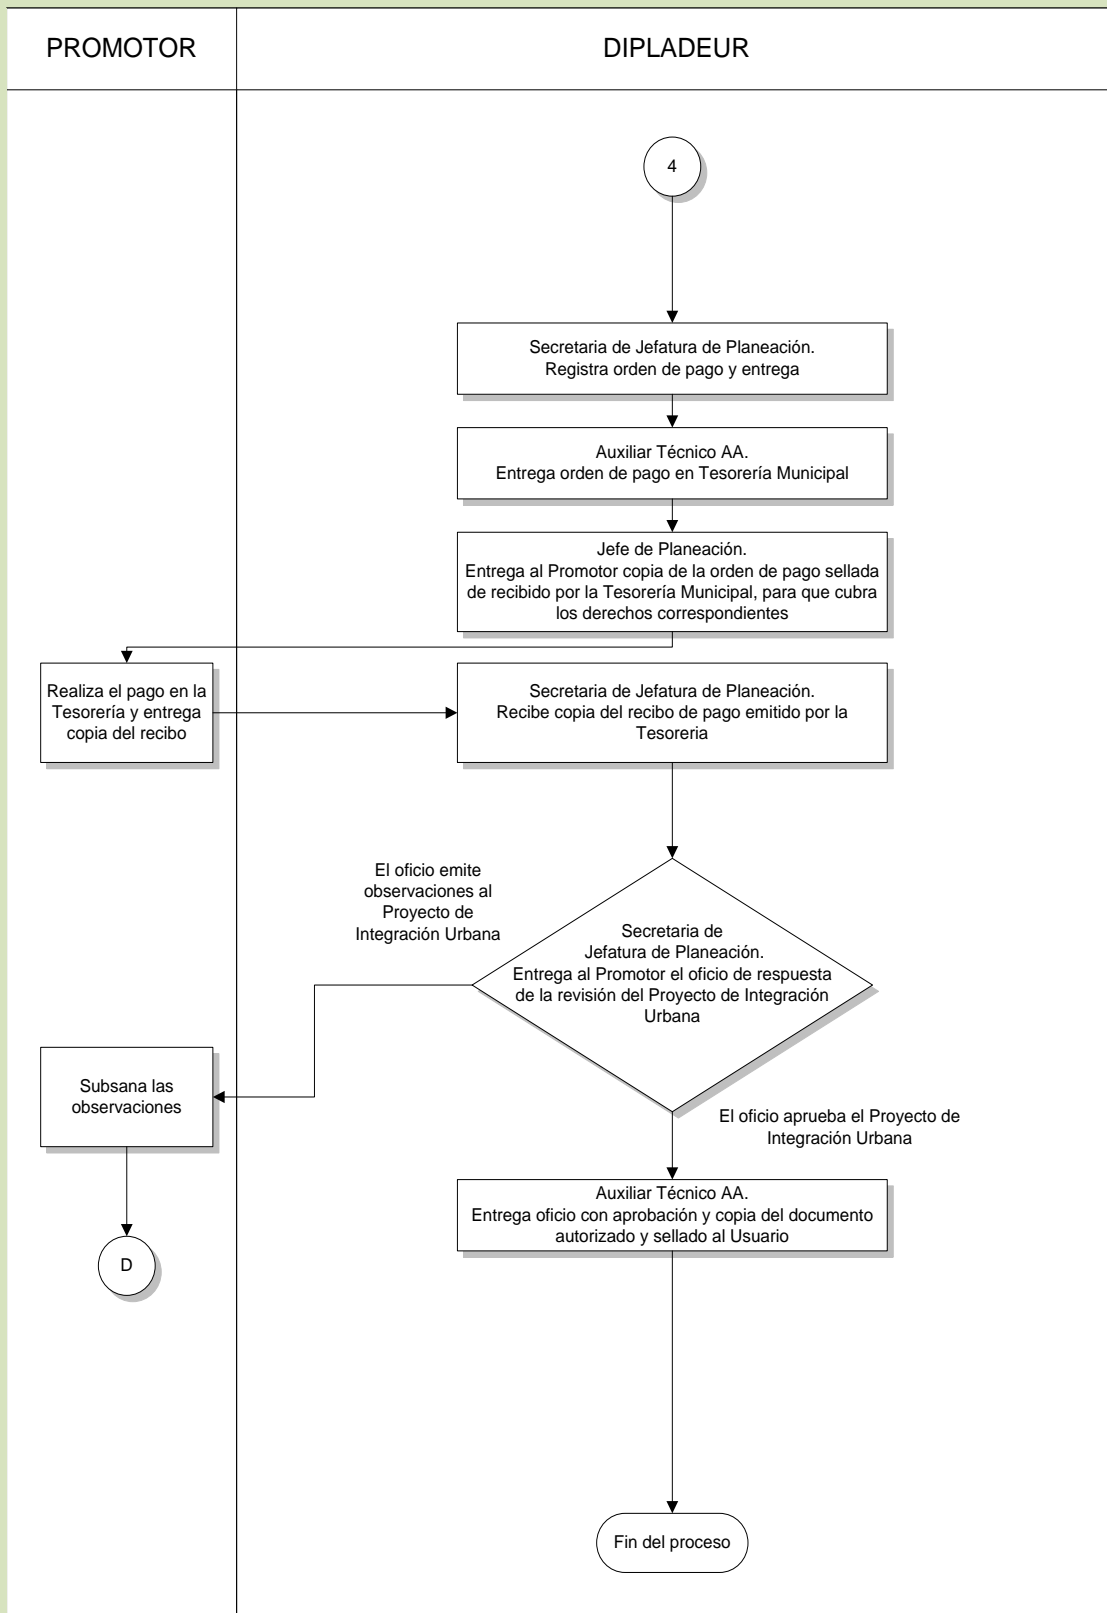 PROMOTOR
DIPLADEUR
4
Secretaria de Jefatura de Planeación.
Registra orden de pago y entrega
Auxiliar Técnico AA.
Entrega orden de pago en Tesorería Municipal
Jefe de Planeación.
Entrega al Promotor copia de la orden de pago sellada
de recibido por la Tesorería Municipal, para que cubra
los derechos correspondientes
Realiza el pago en la
Tesorería y entrega
copia del recibo
Secretaria de Jefatura de Planeación.
Recibe copia del recibo de pago emitido por la
Tesoreria
El oficio emite
observaciones al
Proyecto de
Integración Urbana
Secretaria de
Jefatura de Planeación.
Entrega al Promotor el oficio de respuesta
de la revisión del Proyecto de Integración
Urbana
Subsana las
observaciones
El oficio aprueba el Proyecto de
Integración Urbana
Auxiliar Técnico AA.
Entrega oficio con aprobación y copia del documento
autorizado y sellado al Usuario
D
Fin del proceso